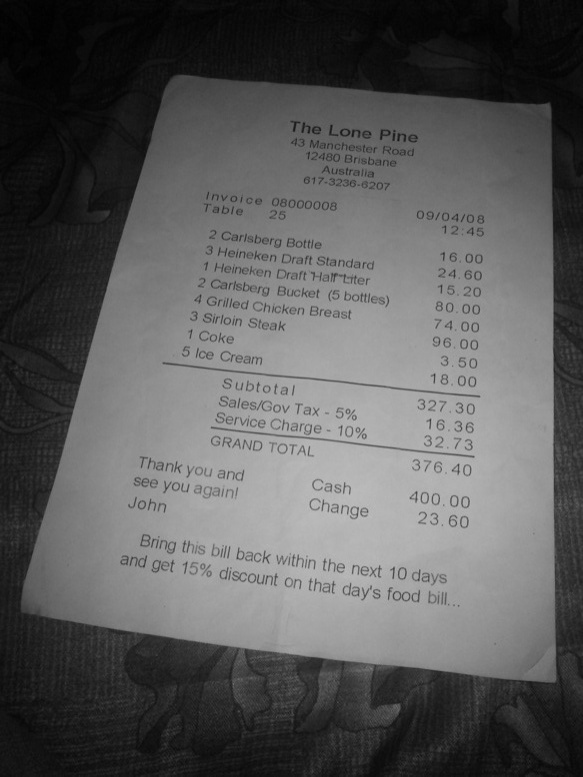 The Lone Pine
43 Manchester Road
12480 Brisbane
Australia
617-3236-6207
Invoice 08000008 09/04/08
Table 25 12:45
2 Carlsberg Bottle 16.00
3 Heineken Draft Standard 24.60
1 Heineken Draft Half Liter 15.20
2 Carlsberg Bucket (5 bottles) 80.00
4 Grilled Chicken Breast 74.00
3 Sirloin Steak 96.00
1 Coke 3.50
5 Ice Cream 18.00
Subtotal 327.30
Sales/Gov Tax - 5% 16.36
Service Charge - 10% 32.73
GRAND TOTAL 376.40
Thank you and Cash 400.00
see you again! Change 23.60
John
Bring this bill back within the next 10 days
and get 15% discount on that day's food bill...